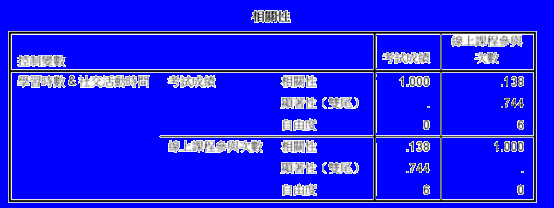 相關性
控制變數 考試成績 線上課程參與次數
學習時數 & 社交活動時間 考試成績 相關性 1.000 .138
顯著性（雙尾） . .744
自由度 0 6
線上課程參與次數 相關性 .138 1.000
顯著性（雙尾） .744 .
自由度 6 0